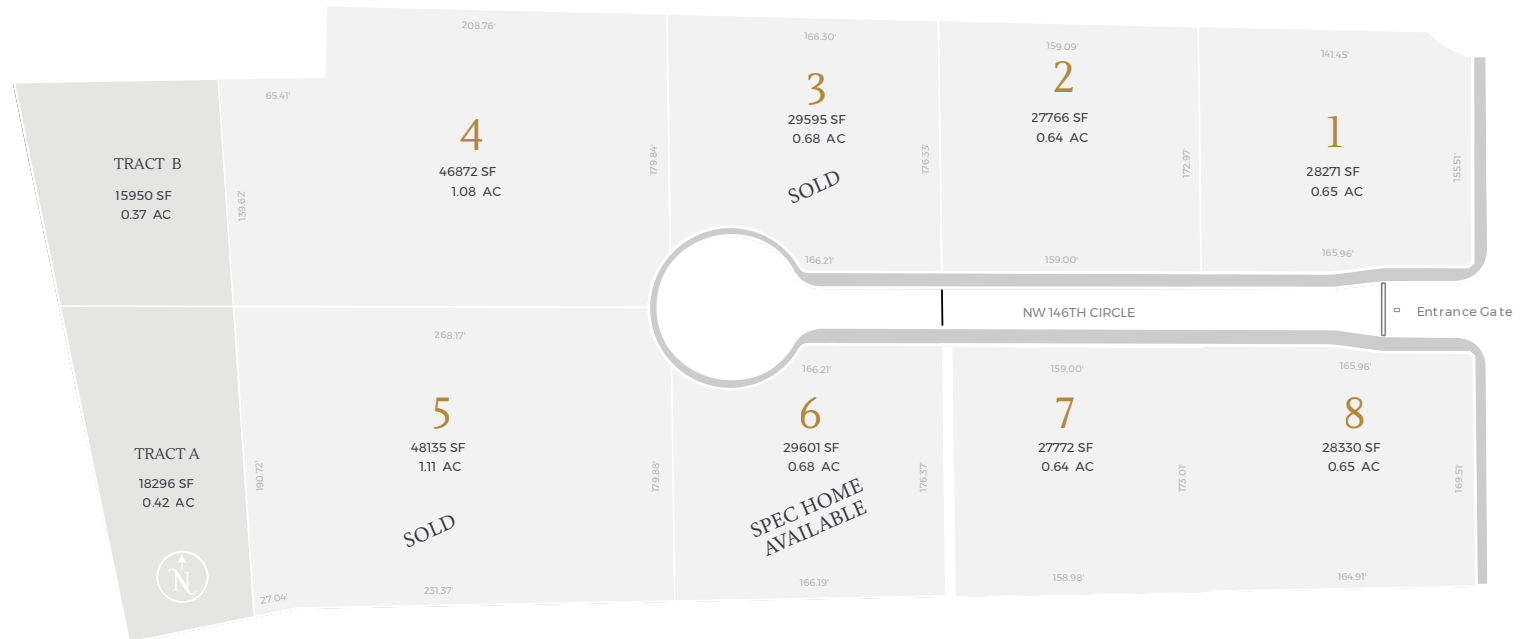 208.76'
166.30'
159.09'
141.45'
65.41'
4
46872 SF
1.08 AC
179.84'
3
29595 SF
0.68 AC
SOLD
176.33'
2
27766 SF
0.64 AC
172.97'
1
28271 SF
0.65 AC
155.51'
TRACT B
15950 SF
0.37 AC
139.62'
166.21'
159.00'
165.96'
NW 146TH CIRCLE
Entrance Gate
268.17'
166.21'
159.00'
165.96'
5
48135 SF
1.11 AC
SOLD
179.88'
6
29601 SF
0.68 AC
SPEC HOME
AVAILABLE
176.37'
7
27772 SF
0.64 AC
173.01'
8
28330 SF
0.65 AC
169.51'
TRACT A
18296 SF
0.42 AC
190.72'
N
27.04'
231.37'
166.19'
158.98'
164.91'